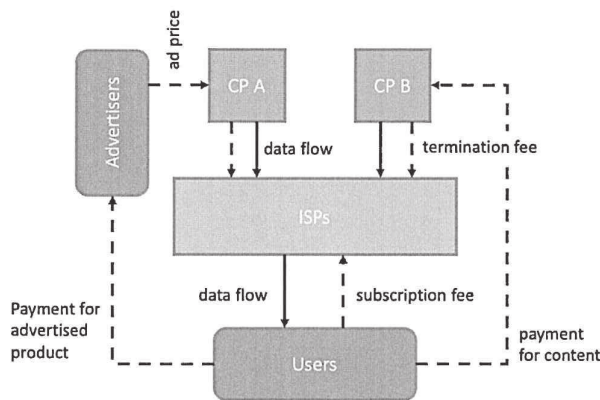 ad price
CP A
CP B
Advertisers
data flow
termination fee
ISPs
data flow
subscription fee
Payment for
advertised
product
Users
payment
for content